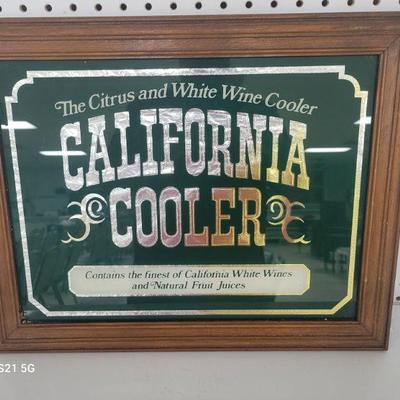 The Citrus and White Wine Cooler
CALIFORNIA
COOLER
Contains the finest of California White Wines
and Natural Fruit Juices
S21 5G